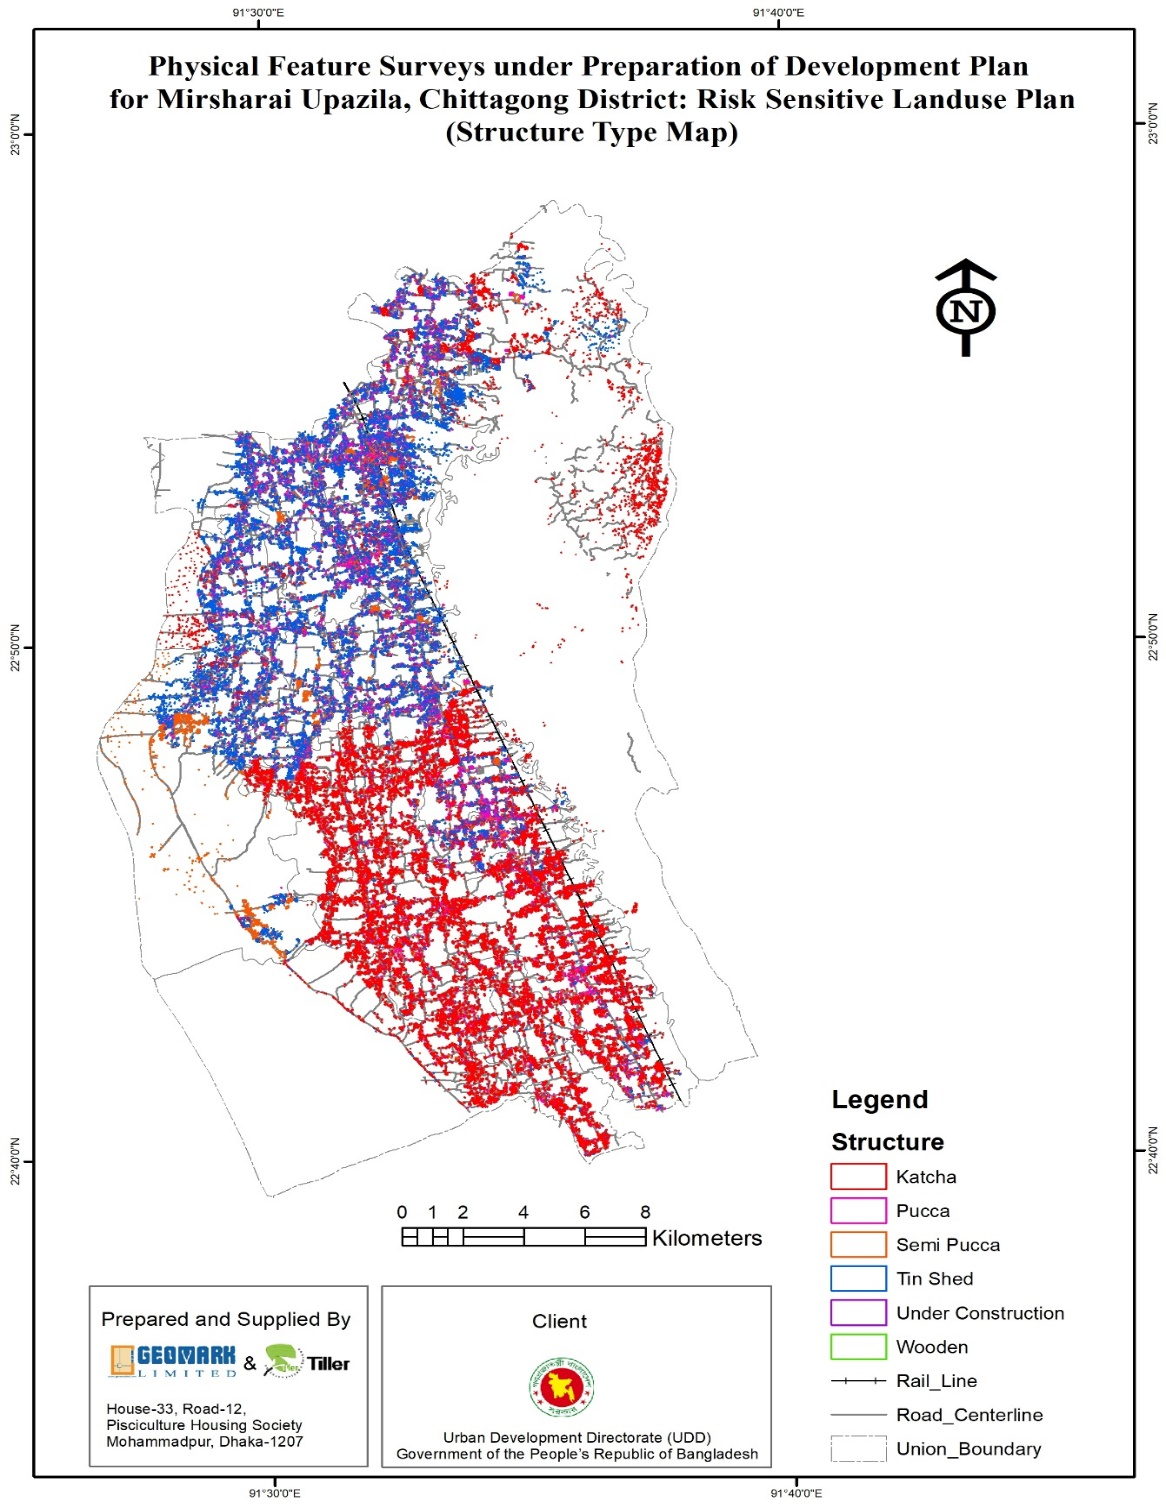 91°30'0"E
91°40'0"E
Physical Feature Surveys under Preparation of Development Plan
for Mirsharai Upazila, Chittagong District: Risk Sensitive Landuse Plan
(Structure Type Map)
23°0'0"N
23°0'0"N
N
22°50'0"N
22°50'0"N
22°40'0"N
22°40'0"N
Legend
Structure
Katcha
Pucca
Semi Pucca
Tin Shed
Under Construction
Wooden
Rail_Line
Road_Centerline
Union_Boundary
0 1 2 4 6 8
Kilometers
Prepared and Supplied By
GEOMARK
LIMITED
& Tiller
House-33, Road-12,
Pisciculture Housing Society
Mohammadpur, Dhaka-1207
Client
Urban Development Directorate (UDD)
Government of the People's Republic of Bangladesh
91°30'0"E
91°40'0"E